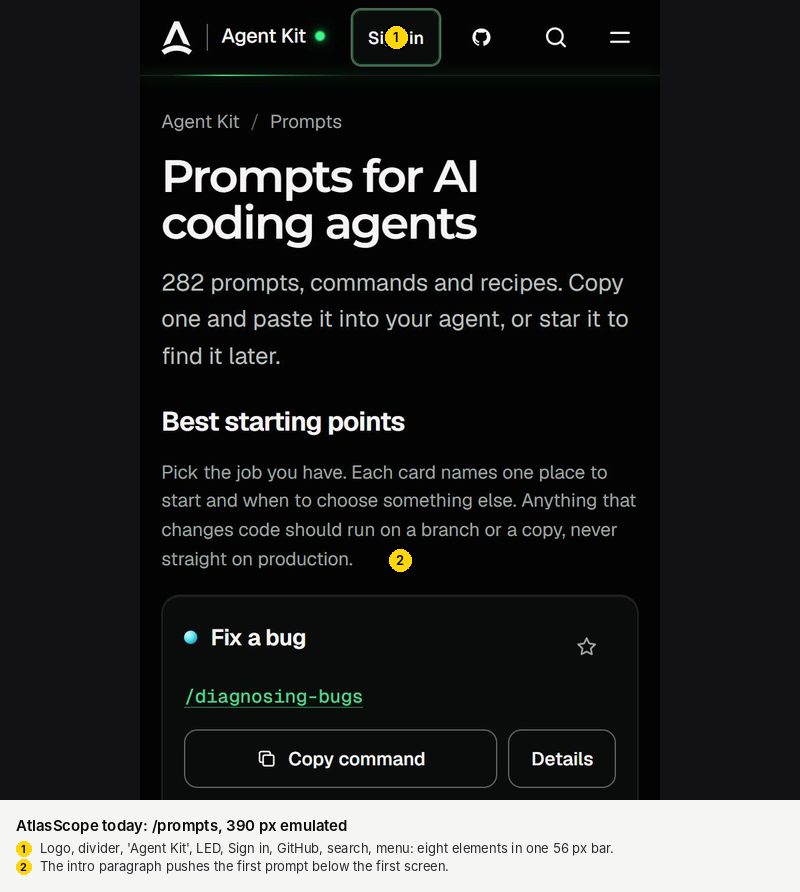 Agent Kit
Si 1 in
Agent Kit / Prompts
Prompts for AI
coding agents
282 prompts, commands and recipes. Copy
one and paste it into your agent, or star it to
find it later.
Best starting points
Pick the job you have. Each card names one place to
start and when to choose something else. Anything that
changes code should run on a branch or a copy, never
straight on production.
2
Fix a bug
/diagnosing-bugs
Copy command
Details
AtlasScope today: /prompts, 390 px emulated
1 Logo, divider, 'Agent Kit', LED, Sign in, GitHub, search, menu: eight elements in one 56 px bar.
2 The intro paragraph pushes the first prompt below the first screen.